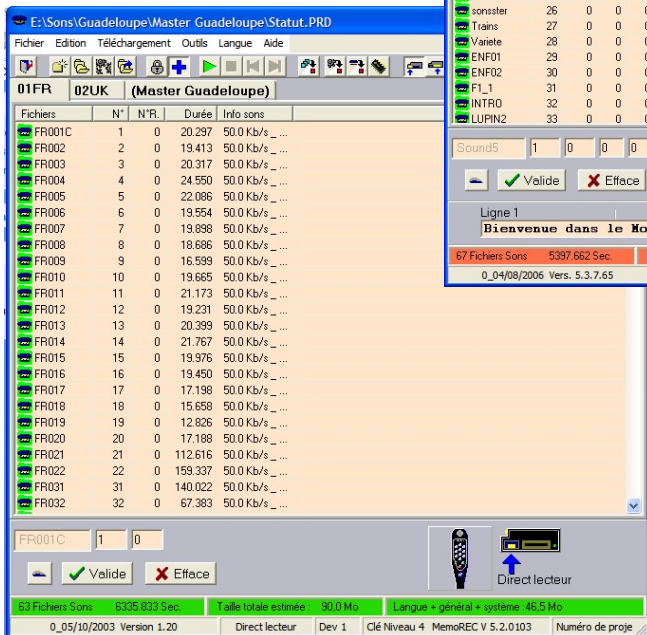 E:\Sons\Guadeloupe\Master Guadeloupe\Statut.PRD
Fichier Edition Téléchargement Outils Langue Aide
01FR 02UK (Master Guadeloupe)
Fichiers N° N°R. Durée Info sons
FR001C 1 0 20.297 50.0 Kb/s _ ...
FR002 2 0 19.413 50.0 Kb/s _ ...
FR003 3 0 20.317 50.0 Kb/s _ ...
FR004 4 0 24.550 50.0 Kb/s _ ...
FR005 5 0 22.086 50.0 Kb/s _ ...
FR006 6 0 19.554 50.0 Kb/s _ ...
FR007 7 0 19.898 50.0 Kb/s _ ...
FR008 8 0 18.686 50.0 Kb/s _ ...
FR009 9 0 16.599 50.0 Kb/s _ ...
FR010 10 0 19.665 50.0 Kb/s _ ...
FR011 11 0 21.173 50.0 Kb/s _ ...
FR012 12 0 19.231 50.0 Kb/s _ ...
FR013 13 0 20.399 50.0 Kb/s _ ...
FR014 14 0 21.767 50.0 Kb/s _ ...
FR015 15 0 19.976 50.0 Kb/s _ ...
FR016 16 0 19.450 50.0 Kb/s _ ...
FR017 17 0 17.198 50.0 Kb/s _ ...
FR018 18 0 15.658 50.0 Kb/s _ ...
FR019 19 0 12.826 50.0 Kb/s _ ...
FR020 20 0 17.188 50.0 Kb/s _ ...
FR021 21 0 112.616 50.0 Kb/s _ ...
FR022 22 0 159.337 50.0 Kb/s _ ...
FR031 31 0 140.022 50.0 Kb/s _ ...
FR032 32 0 67.383 50.0 Kb/s _ ...
FR001C 1 0
Valide Efface
Direct lecteur
63 Fichiers Sons 6335.833 Sec. Taille totale estimée : 90,0 Mo Langue + général + système :46,5 Mo
0_05/10/2003 Version 1.20 Direct lecteur Dev 1 Clé Niveau 4 MemoREC V 5.2.0103 Numéro de proje
sonsster 26 0 0
Trains 27 0 0
Variete 28 0 0
ENF01 29 0 0
ENF02 30 0 0
F1_1 31 0 0
INTRO 32 0 0
LUPIN2 33 0 0
Sound5 1 0 0 0
Valide Efface
Ligne 1
Bienvenue dans le Mo
67 Fichiers Sons 5397.662 Sec.
0_04/08/2006 Vers. 5.3.7.65